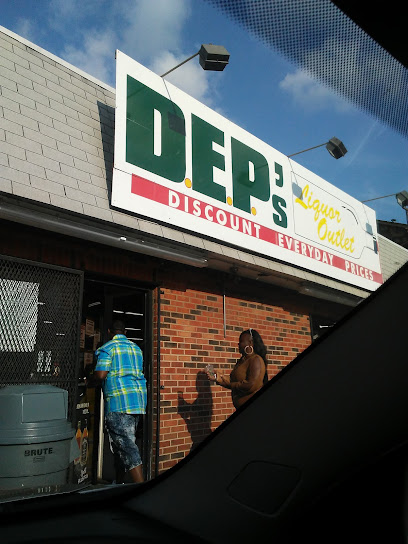 D.E.P.'s
Liquor
Outlet
DISCOUNT EVERYDAY PRICES
BRUTE